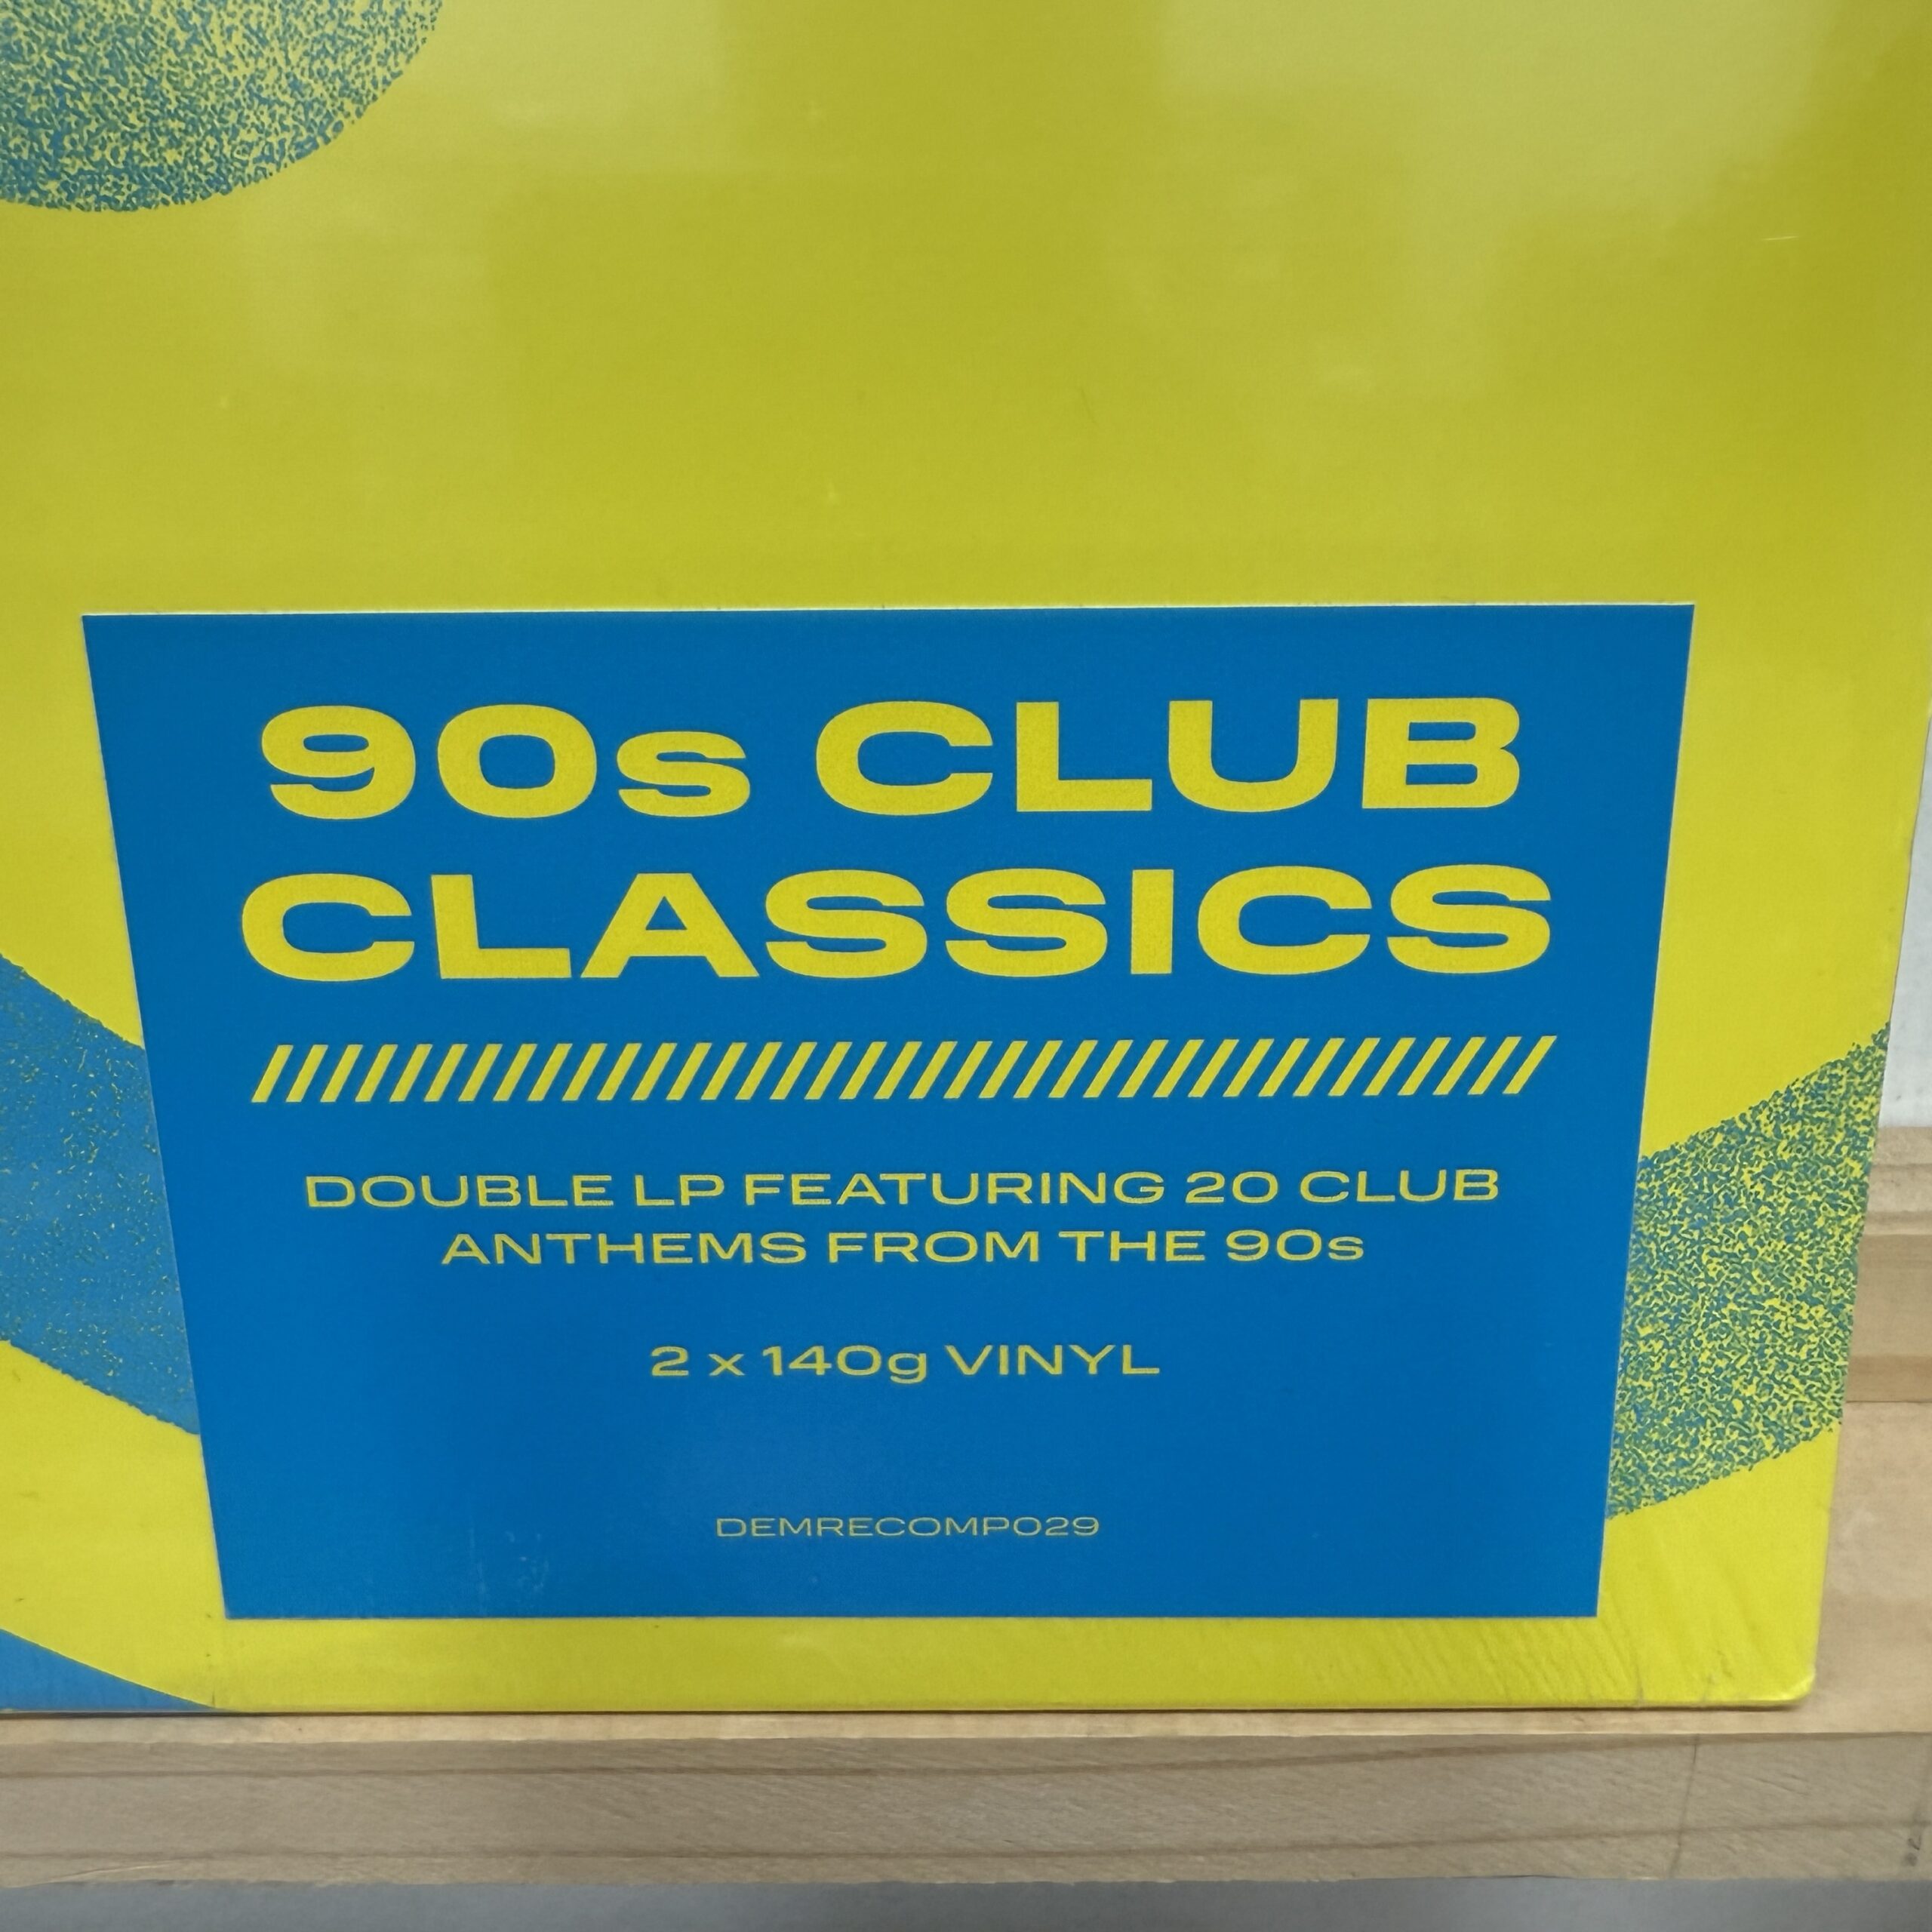 90s CLUB
CLASSICS
DOUBLE LP FEATURING 20 CLUB
ANTHEMS FROM THE 90s
2 x 140g VINYL
DEMRECOMP029